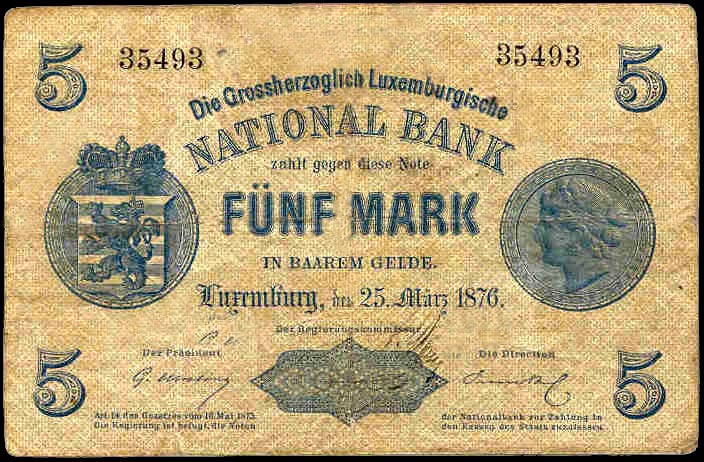 5 35493 35493 5
Die Grossherzoglich Luxemburgische
NATIONAL BANK
zahlt gegen diese Note
FÜNF MARK
IN BAAREM GELDE.
Luxemburg, den 25. März 1876.
Der Regierungskommissar
Der Präsident Die Direction
5 5
Art. 14 des Gesetzes vom 16. Mai 1873.
die Regierung ist befugt, die Noten
der Nationalbank zur Zahlung in
den Kassen des Staats zuzulassen.